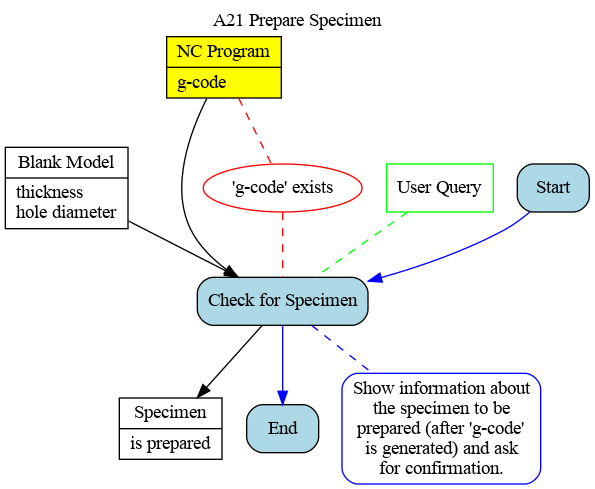 A21 Prepare Specimen
NC Program
g-code
Blank Model
thickness
hole diameter
'g-code' exists
User Query
Start
Check for Specimen
Specimen
is prepared
End
Show information about
the specimen to be
prepared (after 'g-code'
is generated) and ask
for confirmation.